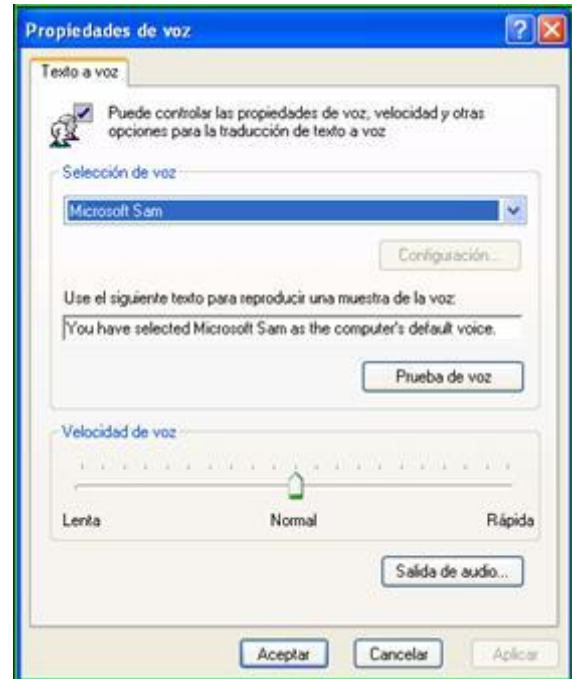 Propiedades de voz
Texto a voz
Puede controlar las propiedades de voz, velocidad y otras
opciones para la traducción de texto a voz
Selección de voz
Microsoft Sam
Configuración...
Use el siguiente texto para reproducir una muestra de la voz:
You have selected Microsoft Sam as the computer's default voice.
Prueba de voz
Velocidad de voz
Lenta Normal Rápida
Salida de audio...
Aceptar Cancelar Aplicar